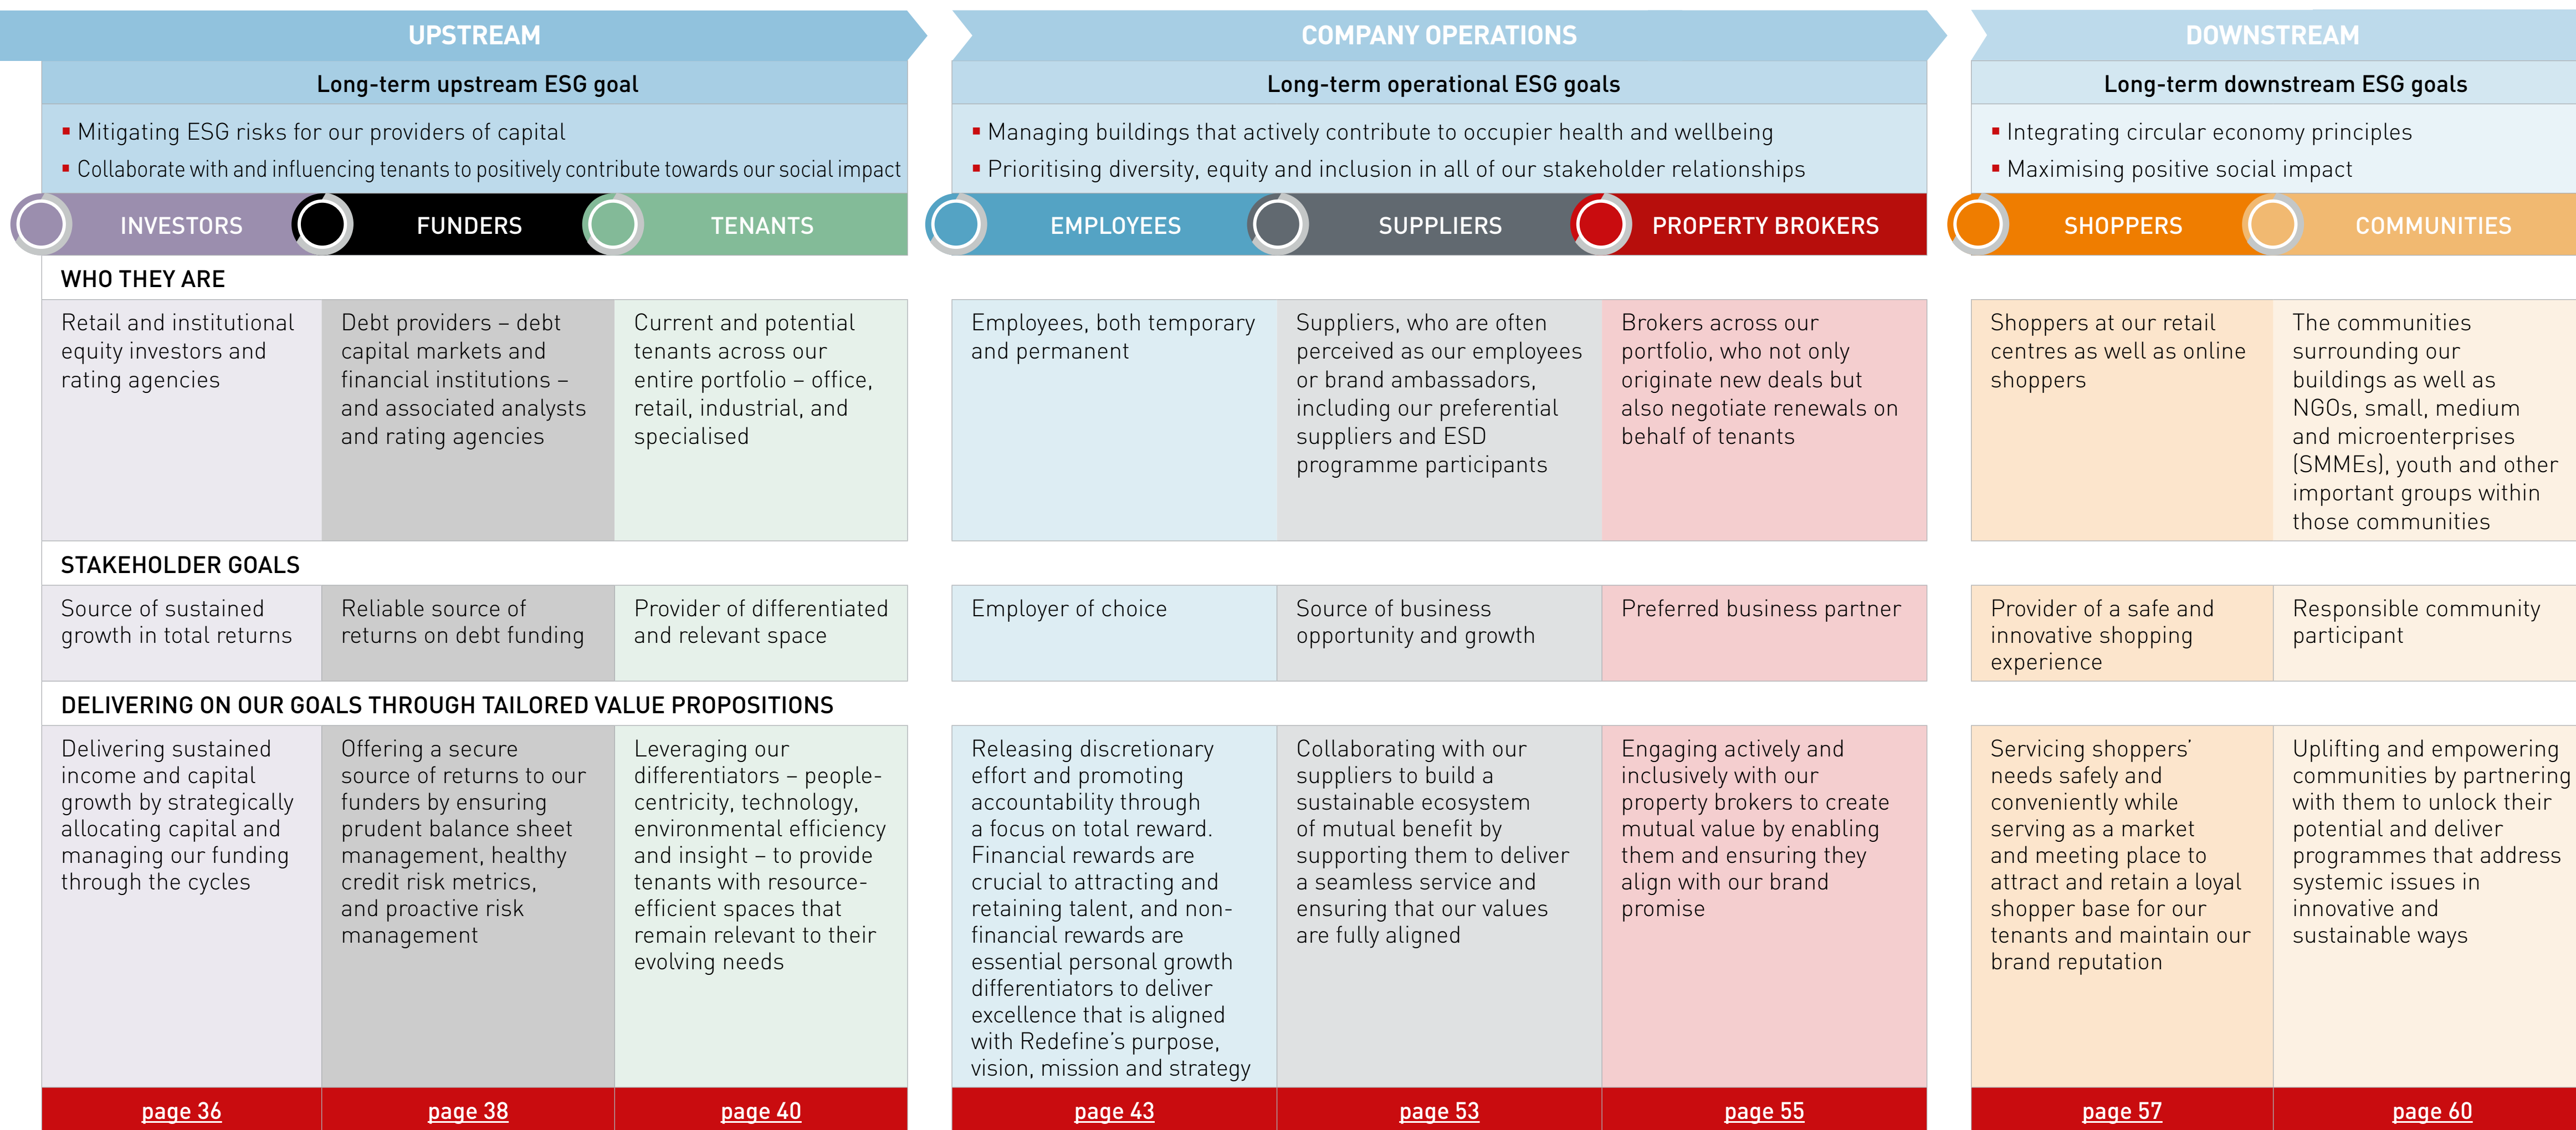 UPSTREAM
Long-term upstream ESG goal
▪ Mitigating ESG risks for our providers of capital
▪ Collaborate with and influencing tenants to positively contribute towards our social impact
COMPANY OPERATIONS
Long-term operational ESG goals
▪ Managing buildings that actively contribute to occupier health and wellbeing
▪ Prioritising diversity, equity and inclusion in all of our stakeholder relationships
DOWNSTREAM
Long-term downstream ESG goals
▪ Integrating circular economy principles
▪ Maximising positive social impact
INVESTORS
FUNDERS
TENANTS
EMPLOYEES
SUPPLIERS
PROPERTY BROKERS
SHOPPERS
COMMUNITIES
WHO THEY ARE
Retail and institutional
equity investors and
rating agencies
Debt providers – debt
capital markets and
financial institutions –
and associated analysts
and rating agencies
Current and potential
tenants across our
entire portfolio – office,
retail, industrial, and
specialised
Employees, both temporary
and permanent
Suppliers, who are often
perceived as our employees
or brand ambassadors,
including our preferential
suppliers and ESD
programme participants
Brokers across our
portfolio, who not only
originate new deals but
also negotiate renewals on
behalf of tenants
Shoppers at our retail
centres as well as online
shoppers
The communities
surrounding our
buildings as well as
NGOs, small, medium
and microenterprises
(SMMEs), youth and other
important groups within
those communities
STAKEHOLDER GOALS
Source of sustained
growth in total returns
Reliable source of
returns on debt funding
Provider of differentiated
and relevant space
Employer of choice
Source of business
opportunity and growth
Preferred business partner
Provider of a safe and
innovative shopping
experience
Responsible community
participant
DELIVERING ON OUR GOALS THROUGH TAILORED VALUE PROPOSITIONS
Delivering sustained
income and capital
growth by strategically
allocating capital and
managing our funding
through the cycles
Offering a secure
source of returns to our
funders by ensuring
prudent balance sheet
management, healthy
credit risk metrics,
and proactive risk
management
Leveraging our
differentiators – people-
centricity, technology,
environmental efficiency
and insight – to provide
tenants with resource-
efficient spaces that
remain relevant to their
evolving needs
Releasing discretionary
effort and promoting
accountability through
a focus on total reward.
Financial rewards are
crucial to attracting and
retaining talent, and non-
financial rewards are
essential personal growth
differentiators to deliver
excellence that is aligned
with Redefine's purpose,
vision, mission and strategy
Collaborating with our
suppliers to build a
sustainable ecosystem
of mutual benefit by
supporting them to deliver
a seamless service and
ensuring that our values
are fully aligned
Engaging actively and
inclusively with our
property brokers to create
mutual value by enabling
them and ensuring they
align with our brand
promise
Servicing shoppers'
needs safely and
conveniently while
serving as a market
and meeting place to
attract and retain a loyal
shopper base for our
tenants and maintain our
brand reputation
Uplifting and empowering
communities by partnering
with them to unlock their
potential and deliver
programmes that address
systemic issues in
innovative and
sustainable ways
page 36
page 38
page 40
page 43
page 53
page 55
page 57
page 60